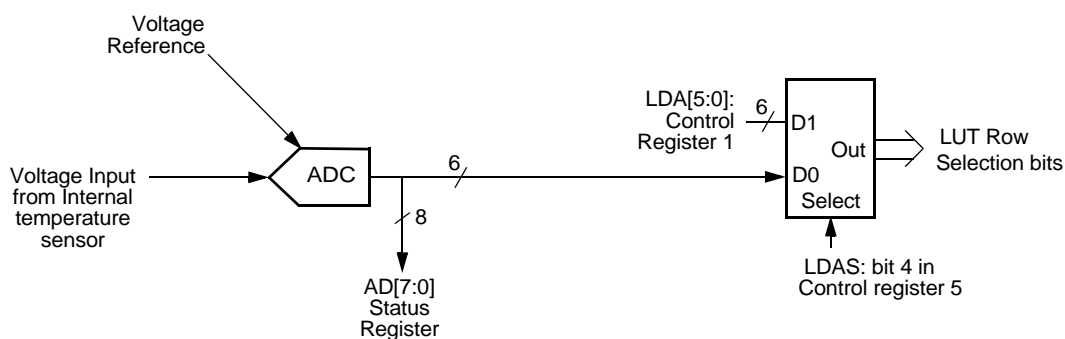 Voltage
Reference
Voltage Input
from Internal
temperature
sensor
ADC
6
8
AD[7:0]
Status
Register
LDA[5:0]:
Control
Register 1
6
D1
Out
D0
Select
LUT Row
Selection bits
LDAS: bit 4 in
Control register 5